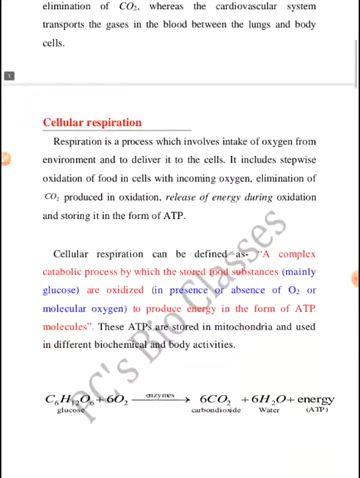 elimination of CO₂, whereas the cardiovascular system
transports the gases in the blood between the lungs and body
cells.
1
Cellular respiration
Respiration is a process which involves intake of oxygen from
environment and to deliver it to the cells. It includes stepwise
oxidation of food in cells with incoming oxygen, elimination of
CO₂ produced in oxidation, release of energy during oxidation
and storing it in the form of ATP.
Cellular respiration can be defined as- “A complex
catabolic process by which the stored food substances (mainly
glucose) are oxidized (in presence or absence of O₂ or
molecular oxygen) to produce energy in the form of ATP
molecules”. These ATPs are stored in mitochondria and used
in different biochemical and body activities.
C₆H₁₂O₆ + 6O₂ enzymes → 6CO₂ + 6H₂O + energy
glucose carbondioxide Water (ATP)
PC's Bio Classes